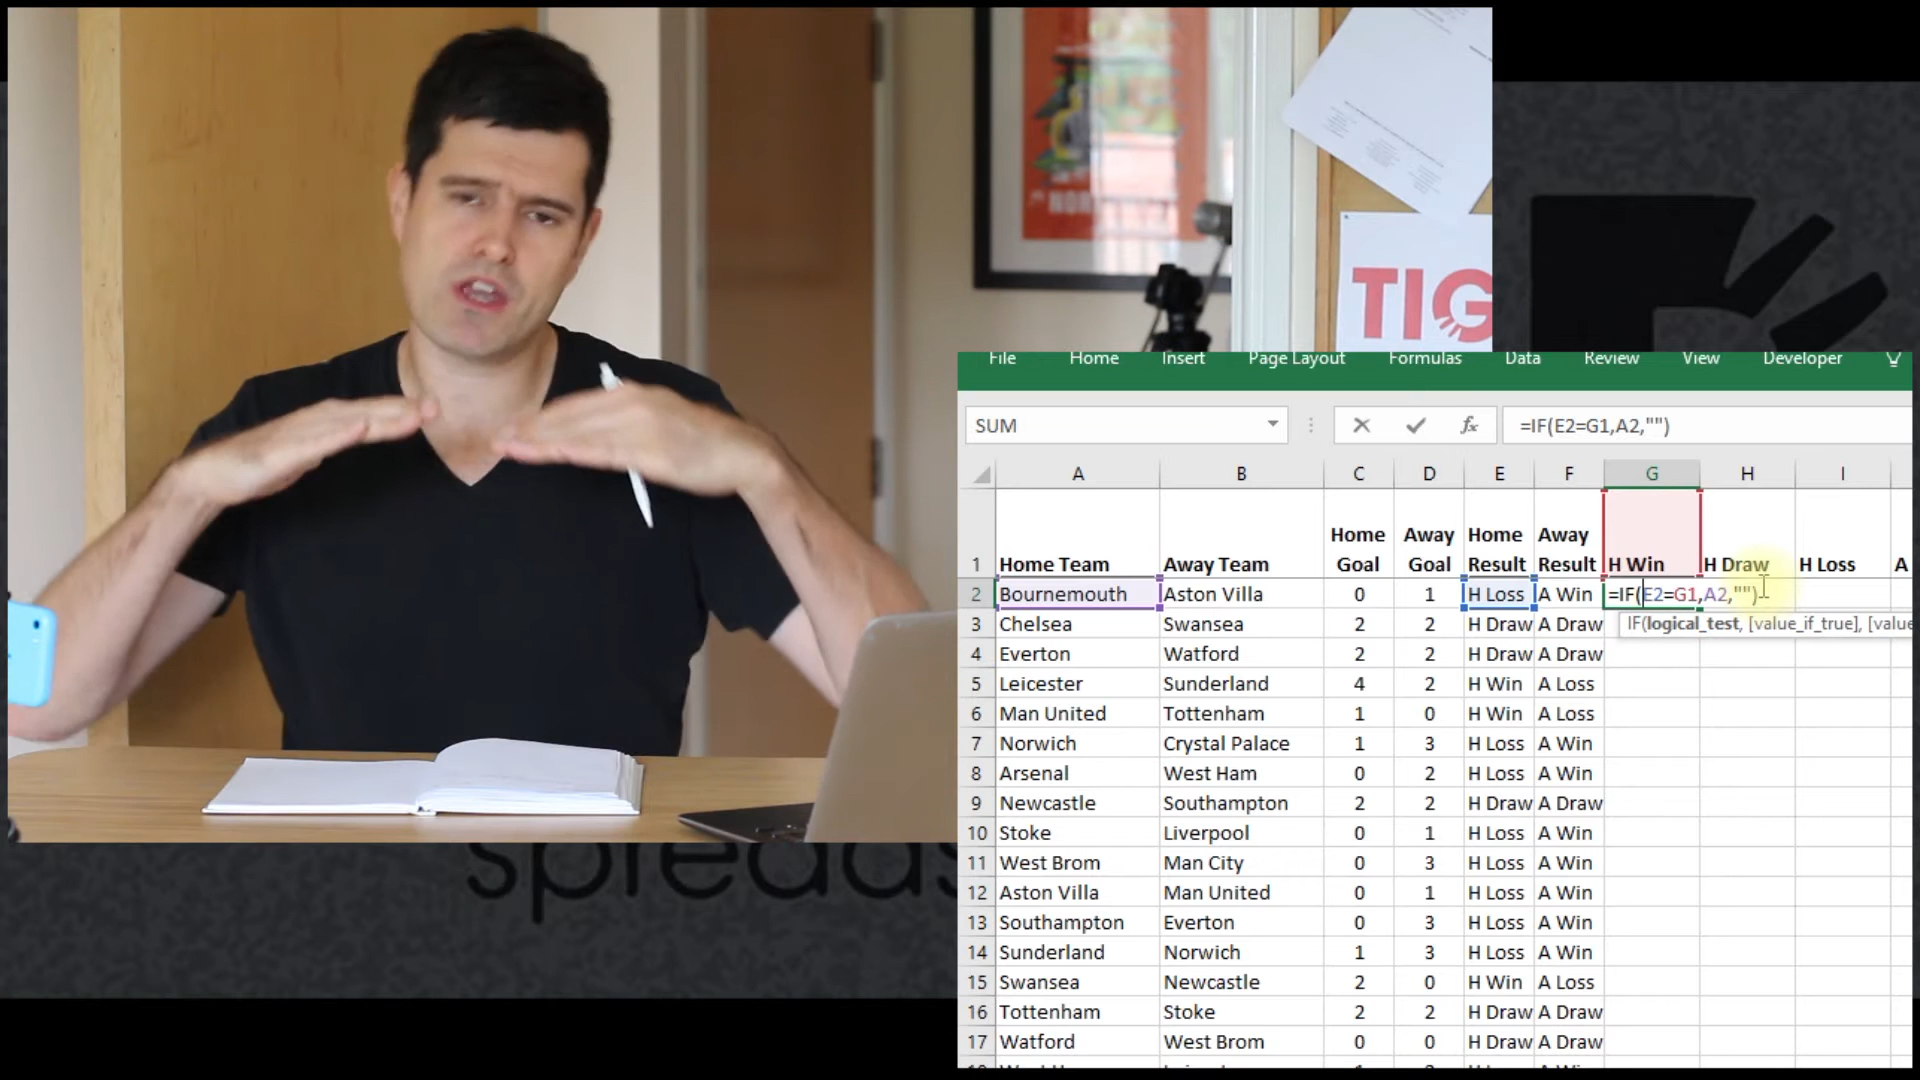 TIG
File Home Insert Page Layout Formulas Data Review View Developer
SUM fx =IF(E2=G1,A2,"")
A B C D E F G H I
1 Home Team Away Team Home Goal Away Goal Home Result Away Result H Win H Draw H Loss A
2 Bournemouth Aston Villa 0 1 H Loss A Win =IF(E2=G1,A2,"")
IF(logical_test, [value_if_true], [value
3 Chelsea Swansea 2 2 H Draw A Draw
4 Everton Watford 2 2 H Draw A Draw
5 Leicester Sunderland 4 2 H Win A Loss
6 Man United Tottenham 1 0 H Win A Loss
7 Norwich Crystal Palace 1 3 H Loss A Win
8 Arsenal West Ham 0 2 H Loss A Win
9 Newcastle Southampton 2 2 H Draw A Draw
10 Stoke Liverpool 0 1 H Loss A Win
11 West Brom Man City 0 3 H Loss A Win
12 Aston Villa Man United 0 1 H Loss A Win
13 Southampton Everton 0 3 H Loss A Win
14 Sunderland Norwich 1 3 H Loss A Win
15 Swansea Newcastle 2 0 H Win A Loss
16 Tottenham Stoke 2 2 H Draw A Draw
17 Watford West Brom 0 0 H Draw A Draw
spreads